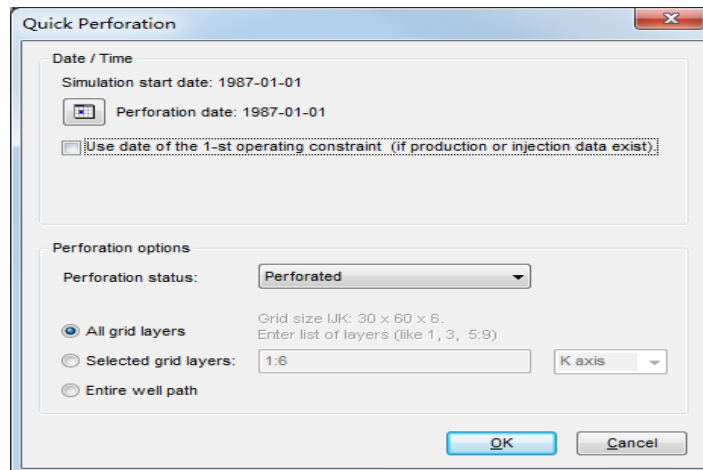 Quick Perforation
Date / Time
Simulation start date: 1987-01-01
Perforation date: 1987-01-01
Use date of the 1-st operating constraint (if production or injection data exist).
Perforation options
Perforation status:
Perforated
Grid size IJK: 30 x 60 x 6.
All grid layers
Enter list of layers (like 1, 3, 5:9)
Selected grid layers:
1:6
K axis
Entire well path
OK
Cancel